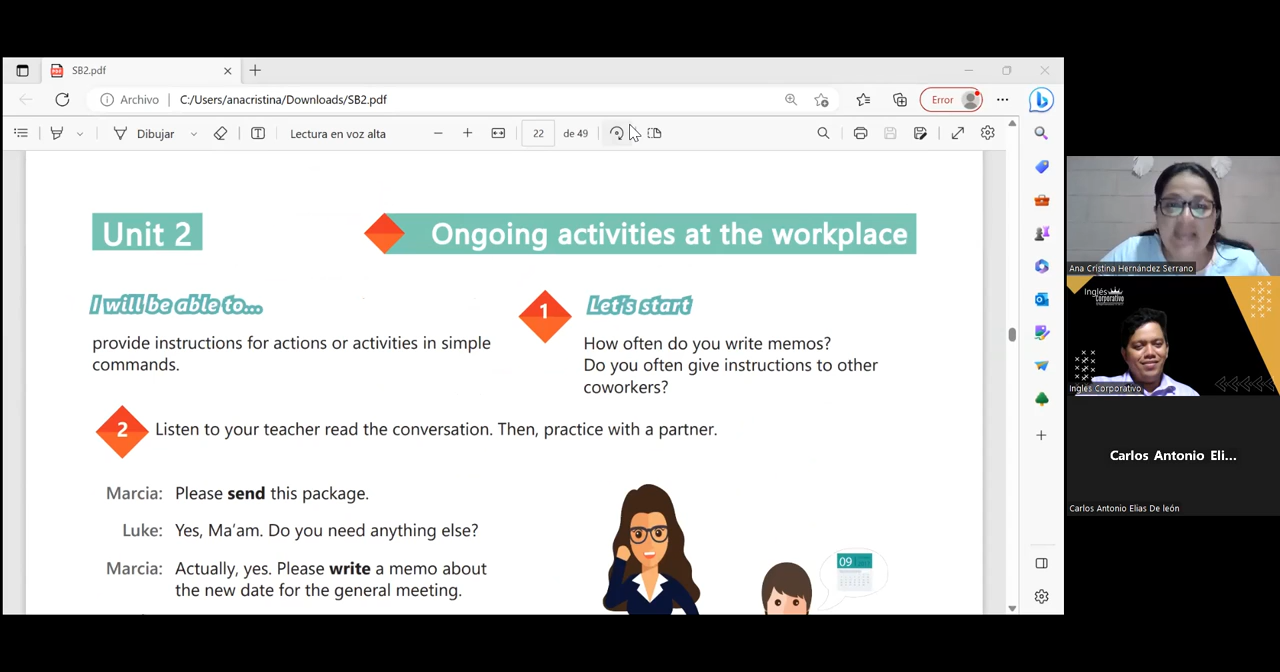 SB2.pdf
Archivo
C:/Users/anacristina/Downloads/SB2.pdf
Error
Dibujar
Lectura en voz alta
22
de 49
Unit 2
Ongoing activities at the workplace
I will be able to...
provide instructions for actions or activities in simple
commands.
1
Let's start
How often do you write memos?
Do you often give instructions to other
coworkers?
2
Listen to your teacher read the conversation. Then, practice with a partner.
Marcia: Please send this package.
Luke: Yes, Ma'am. Do you need anything else?
Marcia: Actually, yes. Please write a memo about
the new date for the general meeting.
09
Ana Cristina Hernández Serrano
Inglés
Corporativo
Inglés Corporativo
Carlos Antonio Eli...
Carlos Antonio Elias De león